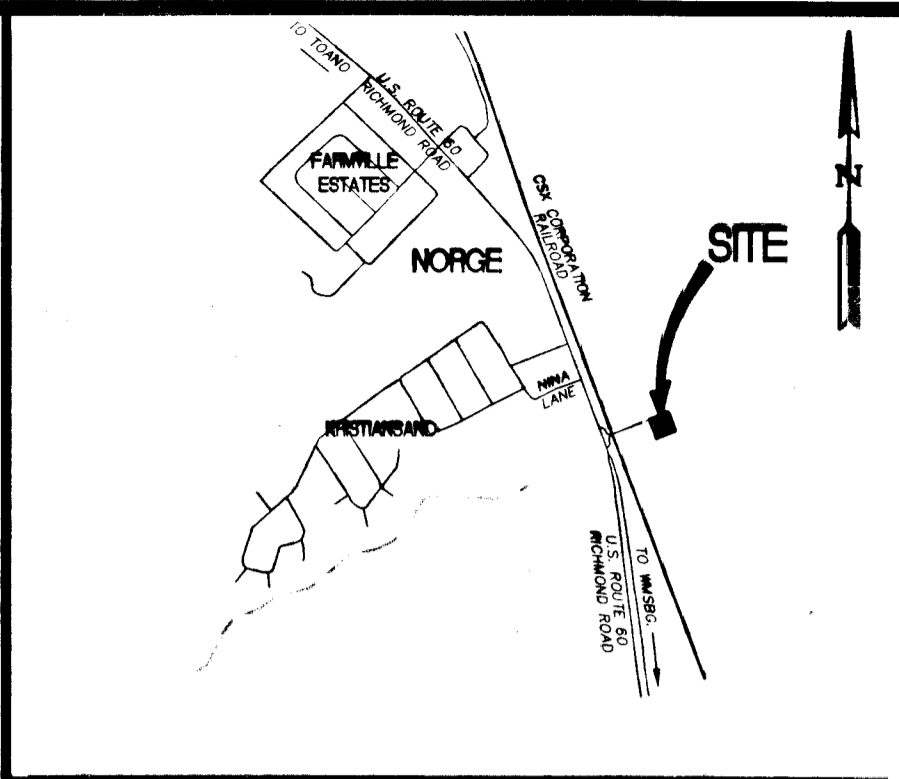 TO TOANO
U.S. ROUTE 60
RICHMOND ROAD
FARMVILLE
ESTATES
NORGE
CSX CORPORATION
RAILROAD
N
SITE
NINA
LANE
KRISTIANSAND
TO WMSBG.
U.S. ROUTE 60
RICHMOND ROAD